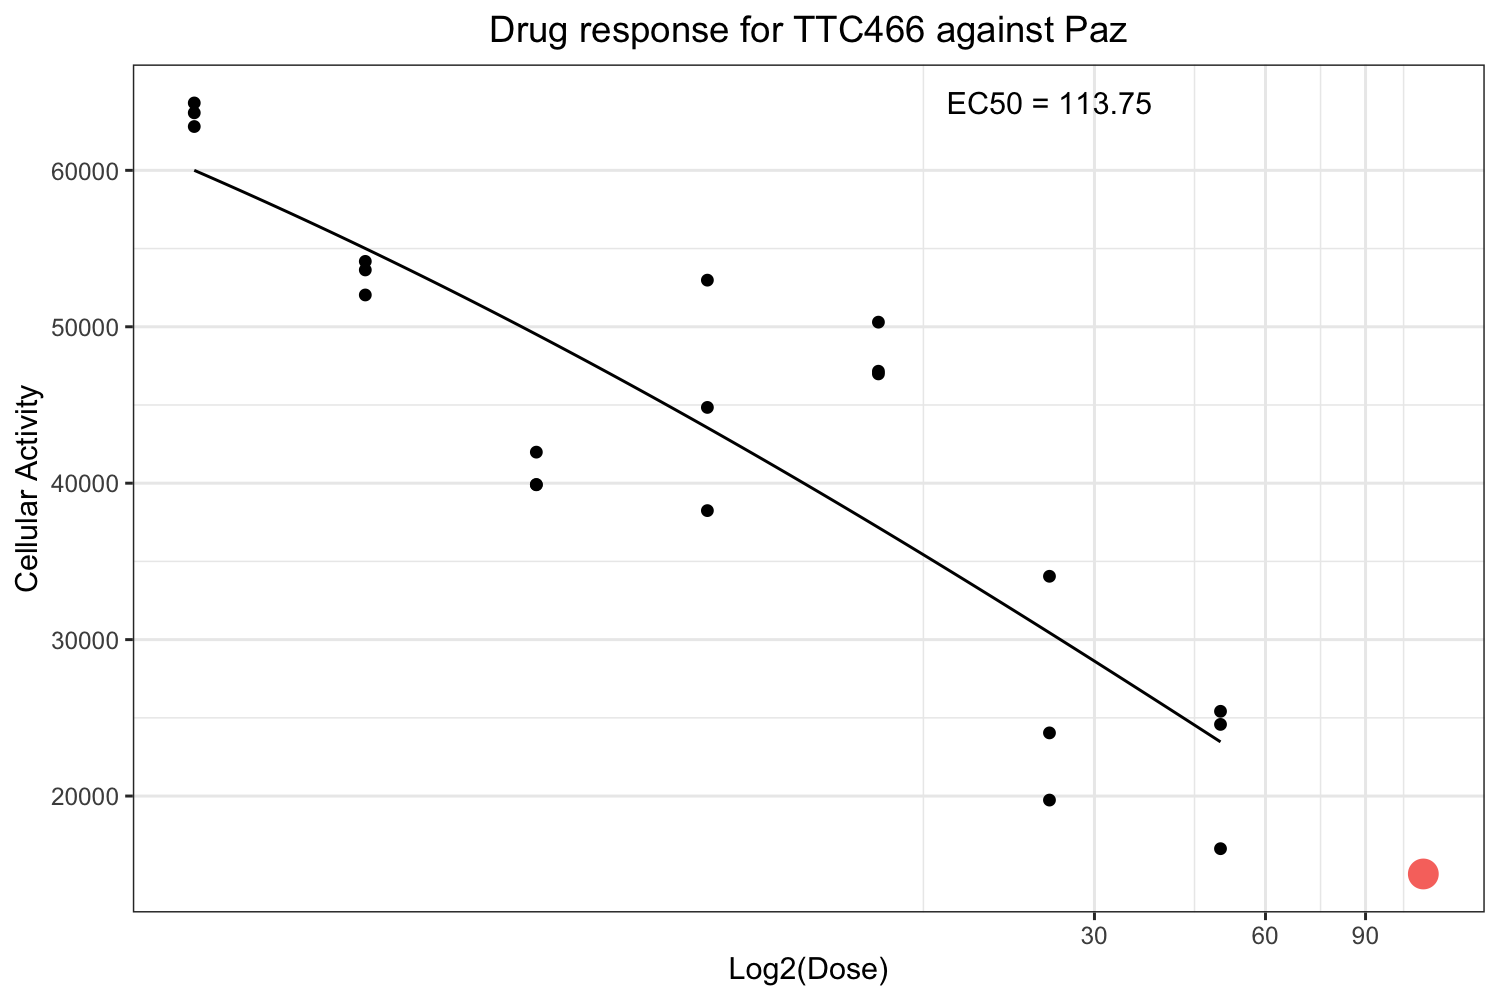 Drug response for TTC466 against Paz
EC50 = 113.75
60000
50000
40000
30000
20000
Cellular Activity
30
60
90
Log2(Dose)